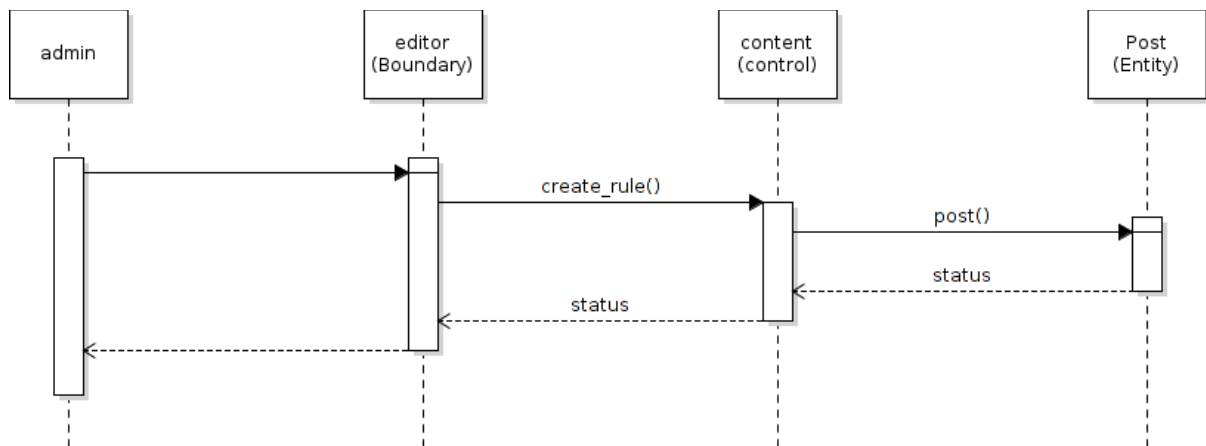 admin
editor
(Boundary)
content
(control)
Post
(Entity)
create_rule()
post()
status
status